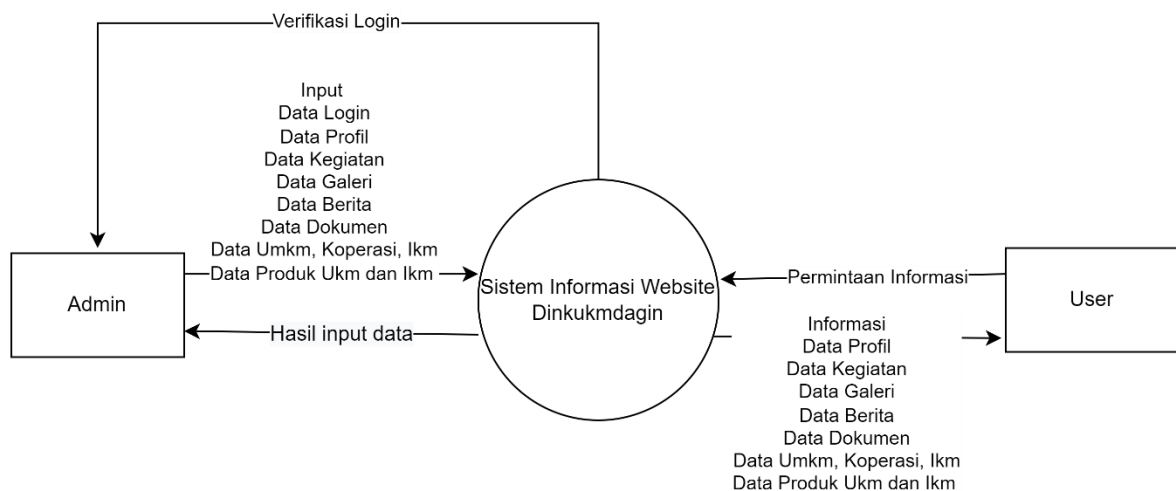 Verifikasi Login
Input
Data Login
Data Profil
Data Kegiatan
Data Galeri
Data Berita
Data Dokumen
Data Umkm, Koperasi, Ikm
Data Produk Ukm dan Ikm
Admin
Hasil input data
Sistem Informasi Website
Dinkukmdagin
Permintaan Informasi
User
Informasi
Data Profil
Data Kegiatan
Data Galeri
Data Berita
Data Dokumen
Data Umkm, Koperasi, Ikm
Data Produk Ukm dan Ikm